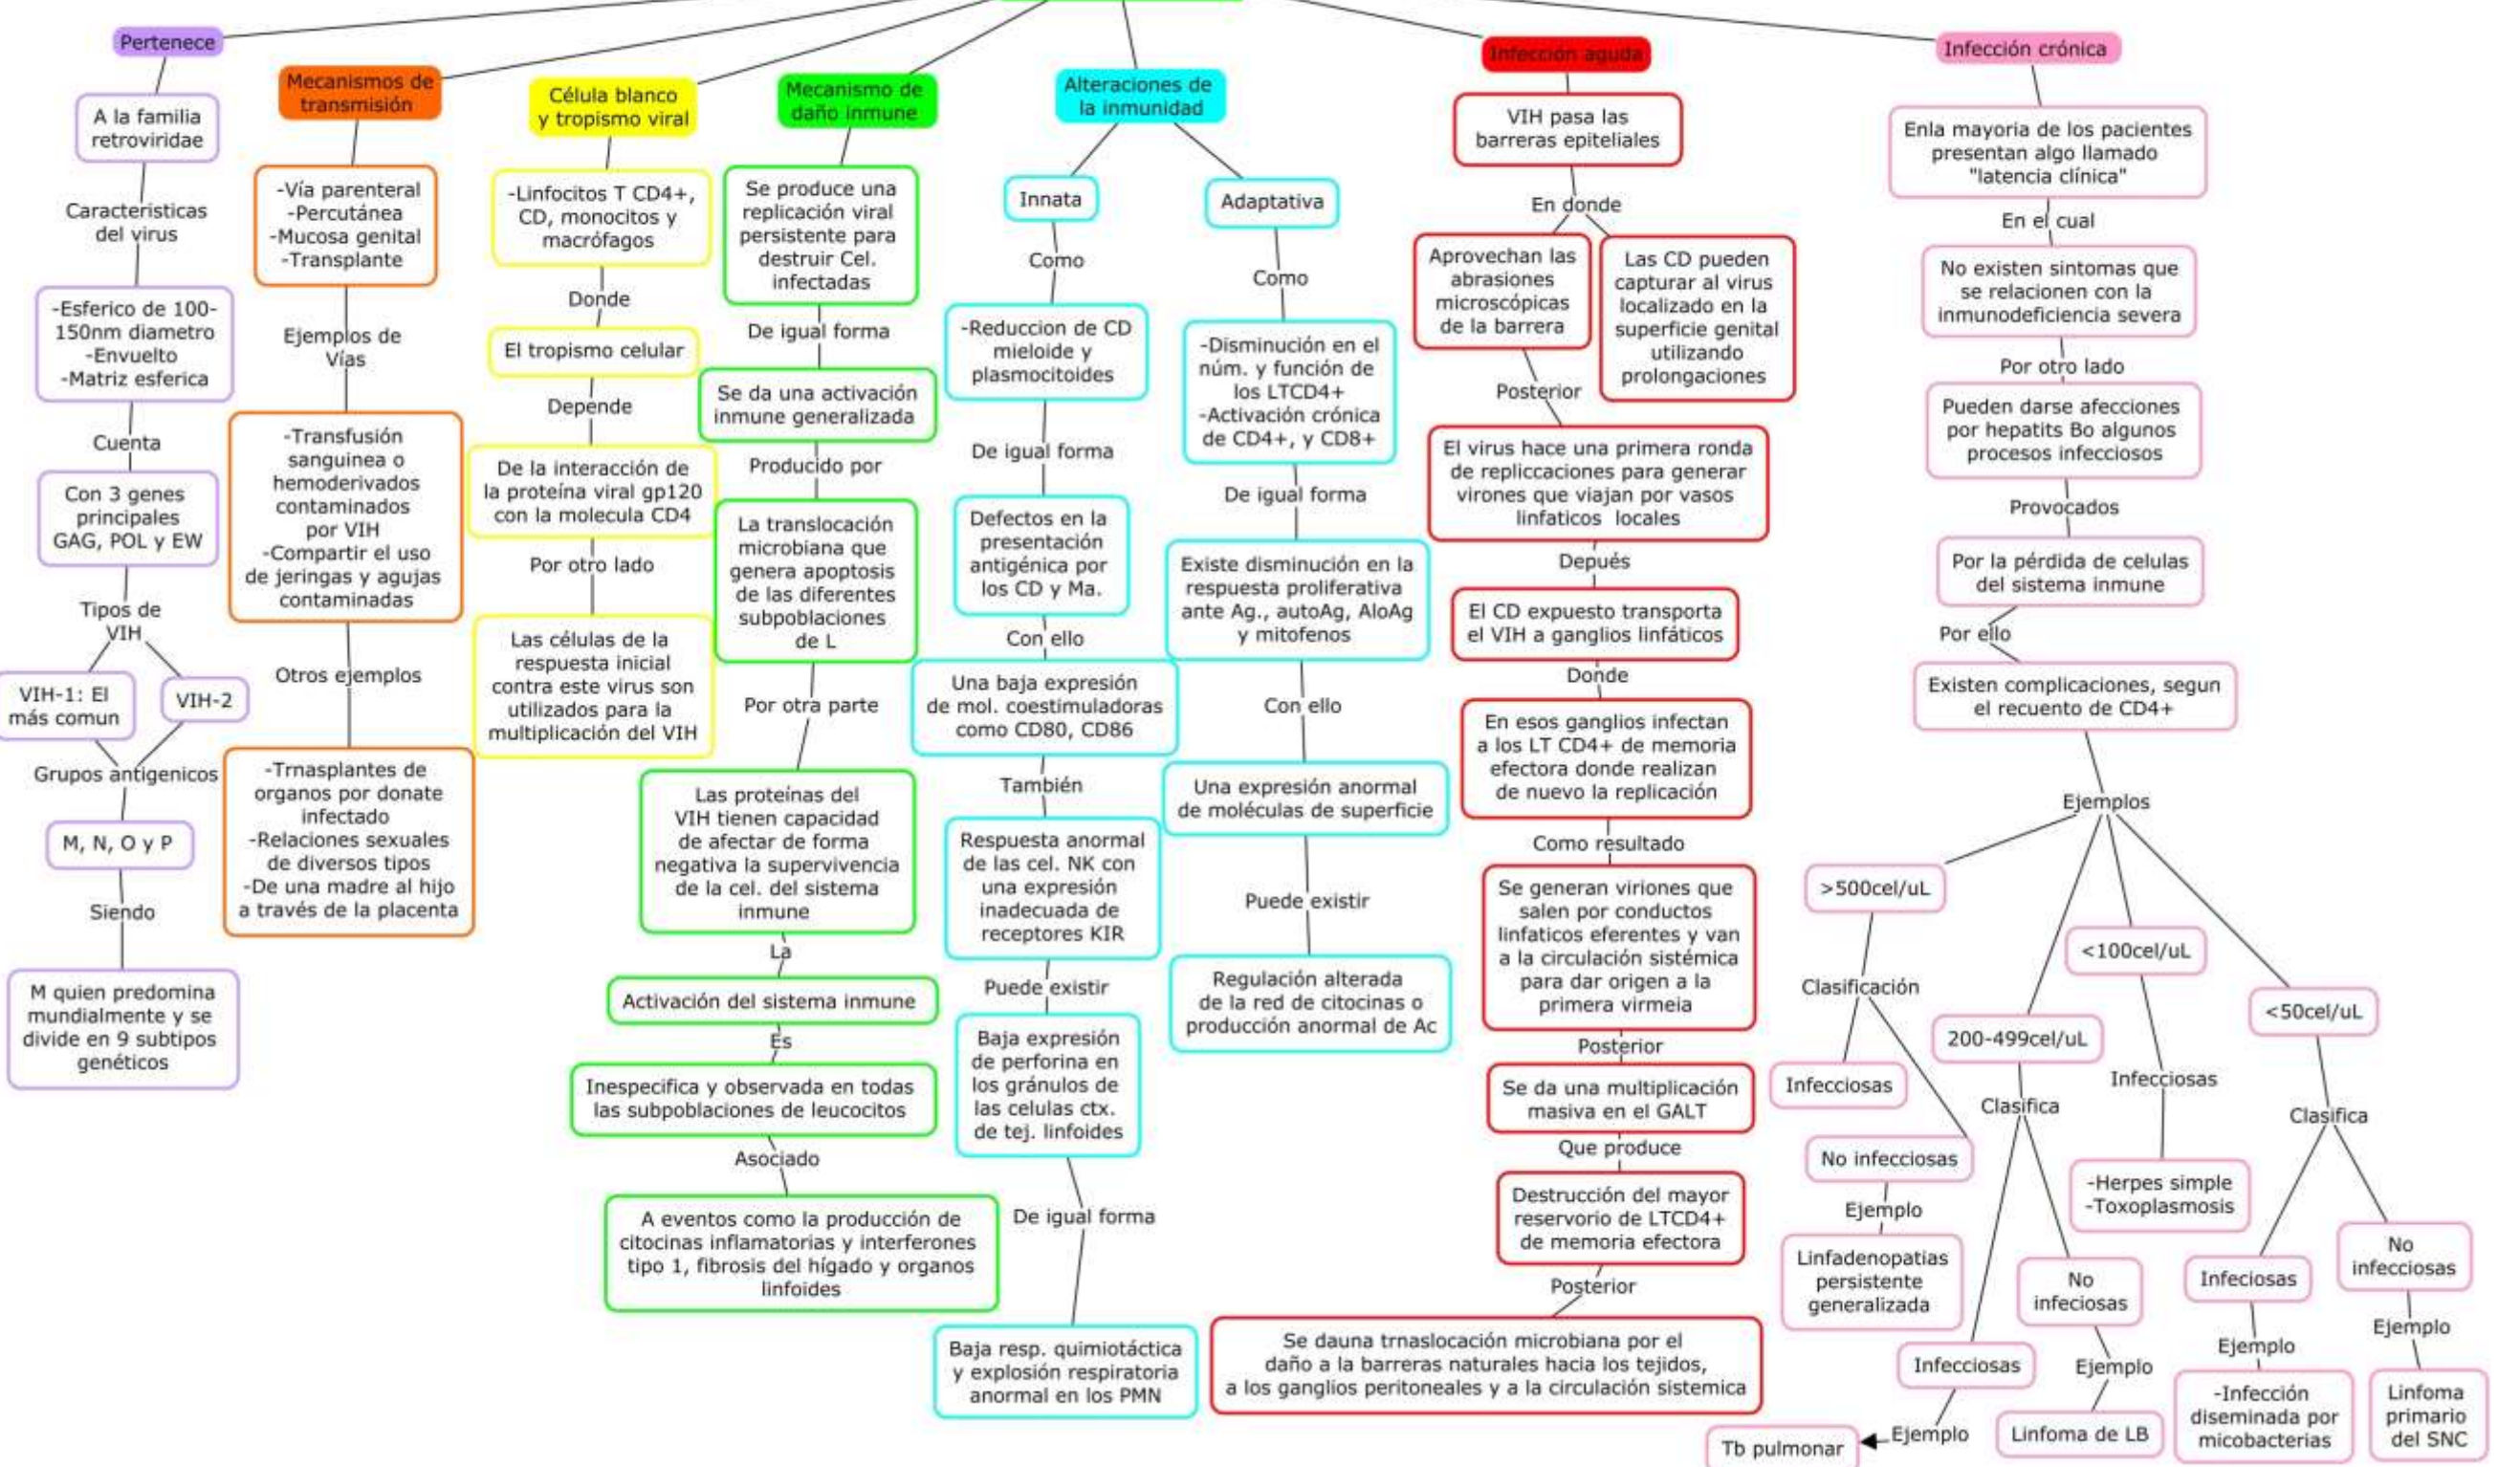 Pertenece
A la familia
retroviridae
Caracteristicas
del virus
-Esferico de 100-
150nm diametro
-Envuelto
-Matriz esferica
Cuenta
Con 3 genes
principales
GAG, POL y EW
Tipos de
VIH
VIH-1: El
más comun
VIH-2
Grupos antigenicos
M, N, O y P
Siendo
M quien predomina
mundialmente y se
divide en 9 subtipos
genéticos
Mecanismos de
transmisión
-Vía parenteral
-Percutánea
-Mucosa genital
-Transplante
Ejemplos de
Vías
-Transfusión
sanguinea o
hemoderivados
contaminados
por VIH
-Compartir el uso
de jeringas y agujas
contaminadas
Otros ejemplos
-Trnasplantes de
organos por donate
infectado
-Relaciones sexuales
de diversos tipos
-De una madre al hijo
a través de la placenta
Célula blanco
y tropismo viral
-Linfocitos T CD4+,
CD, monocitos y
macrófagos
Donde
El tropismo celular
Depende
De la interacción de
la proteína viral gp120
con la molecula CD4
Por otro lado
Las células de la
respuesta inicial
contra este virus son
utilizados para la
multiplicación del VIH
Mecanismo de
daño inmune
Se produce una
replicación viral
persistente para
destruir Cel.
infectadas
De igual forma
Se da una activación
inmune generalizada
Producido por
La translocación
microbiana que
genera apoptosis
de las diferentes
subpoblaciones
de L
Por otra parte
Las proteínas del
VIH tienen capacidad
de afectar de forma
negativa la supervivencia
de la cel. del sistema
inmune
La
Activación del sistema inmune
Es
Inespecifica y observada en todas
las subpoblaciones de leucocitos
Asociado
A eventos como la producción de
citocinas inflamatorias y interferones
tipo 1, fibrosis del hígado y organos
linfoides
Alteraciones de
la inmunidad
Innata
Como
-Reduccion de CD
mieloide y
plasmocitoides
De igual forma
Defectos en la
presentación
antigénica por
los CD y Ma.
Con ello
Una baja expresión
de mol. coestimuladoras
como CD80, CD86
También
Respuesta anormal
de las cel. NK con
una expresión
inadecuada de
receptores KIR
Puede existir
Baja expresión
de perforina en
los gránulos de
las celulas ctx.
de tej. linfoides
De igual forma
Baja resp. quimiotáctica
y explosión respiratoria
anormal en los PMN
Adaptativa
Como
-Disminución en el
núm. y función de
los LTCD4+
-Activación crónica
de CD4+, y CD8+
De igual forma
Existe disminución en la
respuesta proliferativa
ante Ag., autoAg, AloAg
y mitofenos
Con ello
Una expresión anormal
de moléculas de superficie
Puede existir
Regulación alterada
de la red de citocinas o
producción anormal de Ac
Infección aguda
VIH pasa las
barreras epiteliales
En donde
Aprovechan las
abrasiones
microscópicas
de la barrera
Las CD pueden
capturar al virus
localizado en la
superficie genital
utilizando
prolongaciones
Posterior
El virus hace una primera ronda
de repliccaciones para generar
virones que viajan por vasos
linfaticos locales
Depués
El CD expuesto transporta
el VIH a ganglios linfáticos
Donde
En esos ganglios infectan
a los LT CD4+ de memoria
efectora donde realizan
de nuevo la replicación
Como resultado
Se generan viriones que
salen por conductos
linfaticos eferentes y van
a la circulación sistémica
para dar origen a la
primera virmeia
Posterior
Se da una multiplicación
masiva en el GALT
Que produce
Destrucción del mayor
reservorio de LTCD4+
de memoria efectora
Posterior
Se dauna trnaslocación microbiana por el
daño a la barreras naturales hacia los tejidos,
a los ganglios peritoneales y a la circulación sistemica
Infección crónica
Enla mayoria de los pacientes
presentan algo llamado
"latencia clínica"
En el cual
No existen sintomas que
se relacionen con la
inmunodeficiencia severa
Por otro lado
Pueden darse afecciones
por hepatits Bo algunos
procesos infecciosos
Provocados
Por la pérdida de celulas
del sistema inmune
Por ello
Existen complicaciones, segun
el recuento de CD4+
Ejemplos
>500cel/uL
Clasificación
Infecciosas
No infecciosas
Ejemplo
Linfadenopatias
persistente
generalizada
200-499cel/uL
Clasifica
Infecciosas
Ejemplo
Tb pulmonar
No
infeciosas
Ejemplo
Linfoma de LB
<100cel/uL
Infecciosas
-Herpes simple
-Toxoplasmosis
<50cel/uL
Clasifica
Infeciosas
Ejemplo
-Infección
diseminada por
micobacterias
No
infecciosas
Ejemplo
Linfoma
primario
del SNC